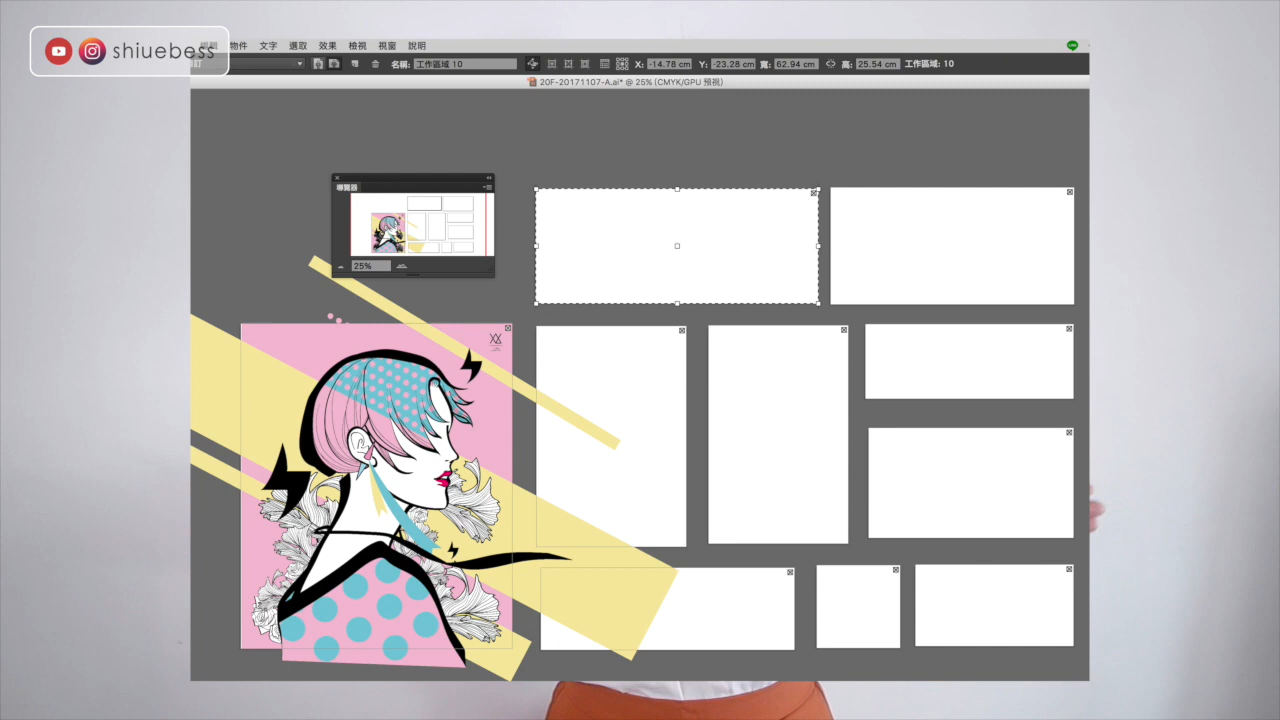 shiuebess
物件 文字 選取 效果 檢視 視窗 說明
名稱: 工作區域 10 X: -14.78 cm Y: -23.28 cm 寬: 62.94 cm 高: 25.54 cm 工作區域: 10
20F-20171107-A.ai* @ 25% (CMYK/GPU 預視)
導覽器
25%